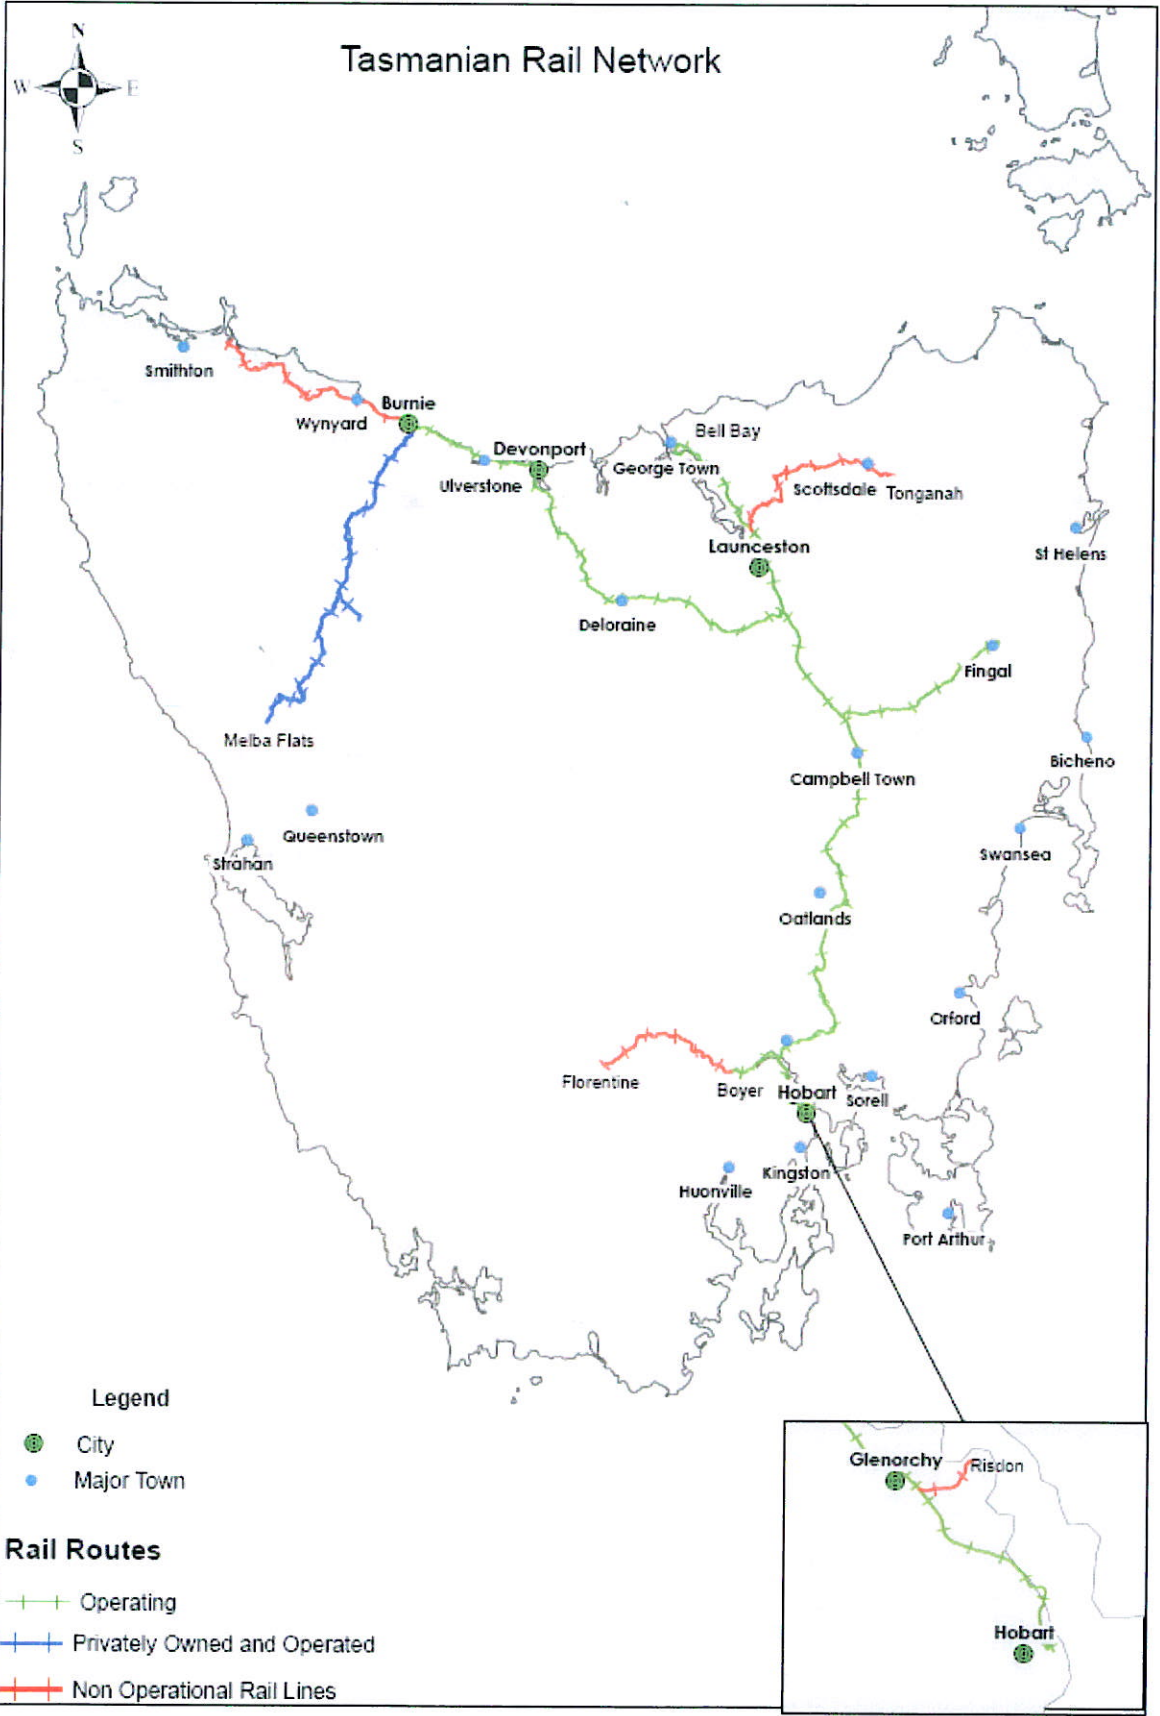 N
Tasmanian Rail Network
W E
S
Smithton
Wynyard
Burnie
Devonport
Ulverstone
Bell Bay
George Town
Scottsdale
Tonganah
Launceston
St Helens
Deloraine
Fingal
Melba Flats
Bicheno
Campbell Town
Queenstown
Strahan
Swansea
Oatlands
Orford
Florentine
Boyer
Hobart
Sorell
Kingston
Huonville
Port Arthur
Legend
City
Major Town
Rail Routes
Operating
Privately Owned and Operated
Non Operational Rail Lines
Glenorchy
Risdon
Hobart